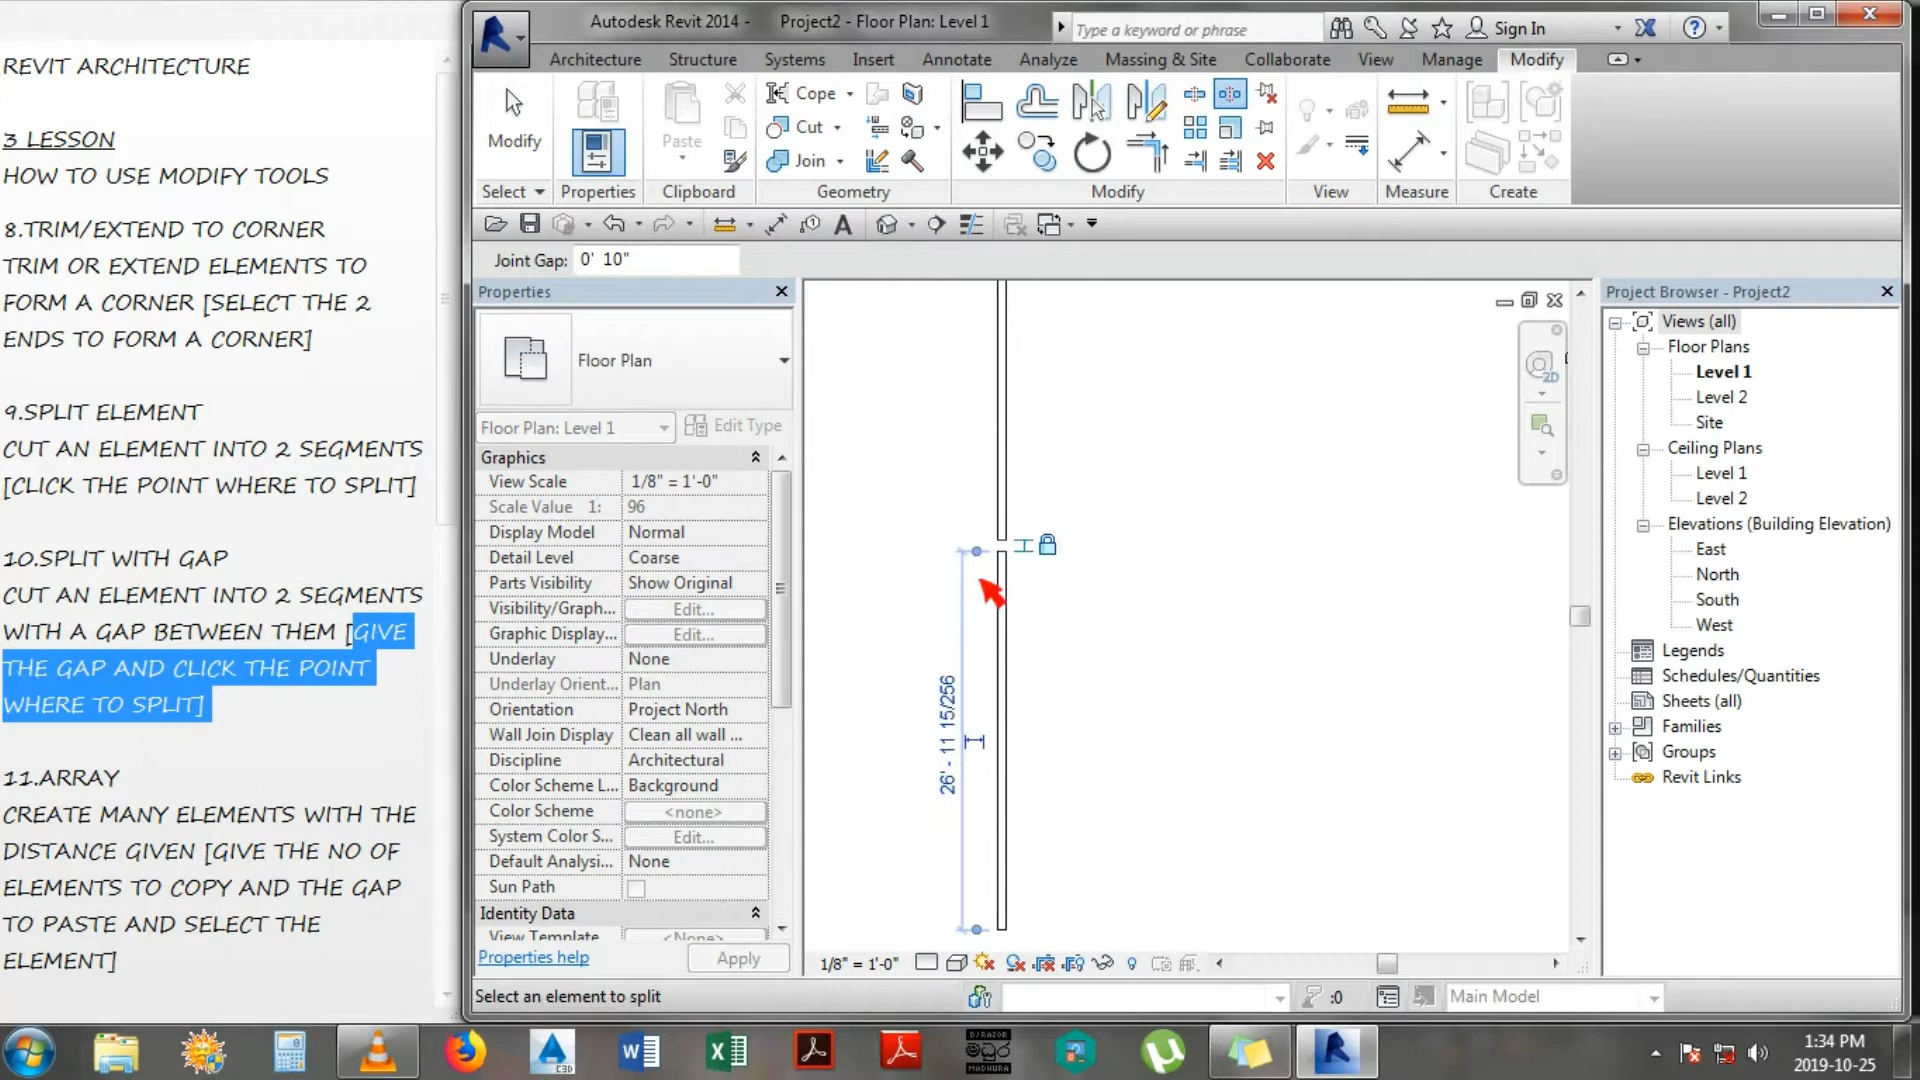 REVIT ARCHITECTURE
3 LESSON
HOW TO USE MODIFY TOOLS
8.TRIM/EXTEND TO CORNER
TRIM OR EXTEND ELEMENTS TO
FORM A CORNER [SELECT THE 2
ENDS TO FORM A CORNER]
9.SPLIT ELEMENT
CUT AN ELEMENT INTO 2 SEGMENTS
[CLICK THE POINT WHERE TO SPLIT]
10.SPLIT WITH GAP
CUT AN ELEMENT INTO 2 SEGMENTS
WITH A GAP BETWEEN THEM [GIVE
THE GAP AND CLICK THE POINT
WHERE TO SPLIT]
11.ARRAY
CREATE MANY ELEMENTS WITH THE
DISTANCE GIVEN [GIVE THE NO OF
ELEMENTS TO COPY AND THE GAP
TO PASTE AND SELECT THE
ELEMENT]
Autodesk Revit 2014 - Project2 - Floor Plan: Level 1
Type a keyword or phrase
Sign In
Architecture Structure Systems Insert Annotate Analyze Massing & Site Collaborate View Manage Modify
Modify
Paste
Cope
Cut
Join
Select Properties Clipboard Geometry Modify View Measure Create
Joint Gap: 0' 10"
Properties
Floor Plan
Floor Plan: Level 1 Edit Type
Graphics
View Scale 1/8" = 1'-0"
Scale Value 1: 96
Display Model Normal
Detail Level Coarse
Parts Visibility Show Original
Visibility/Graph... Edit...
Graphic Display... Edit...
Underlay None
Underlay Orient... Plan
Orientation Project North
Wall Join Display Clean all wall ...
Discipline Architectural
Color Scheme L... Background
Color Scheme <none>
System Color S... Edit...
Default Analysi... None
Sun Path
Identity Data
View Template <None>
Properties help Apply
26' - 11 15/256
2D
1/8" = 1'-0"
Project Browser - Project2
Views (all)
Floor Plans
Level 1
Level 2
Site
Ceiling Plans
Level 1
Level 2
Elevations (Building Elevation)
East
North
South
West
Legends
Schedules/Quantities
Sheets (all)
Families
Groups
Revit Links
Select an element to split
:0
Main Model
C3D
DJ RAZOR
මධුර
MADHURA
1:34 PM
2019-10-25